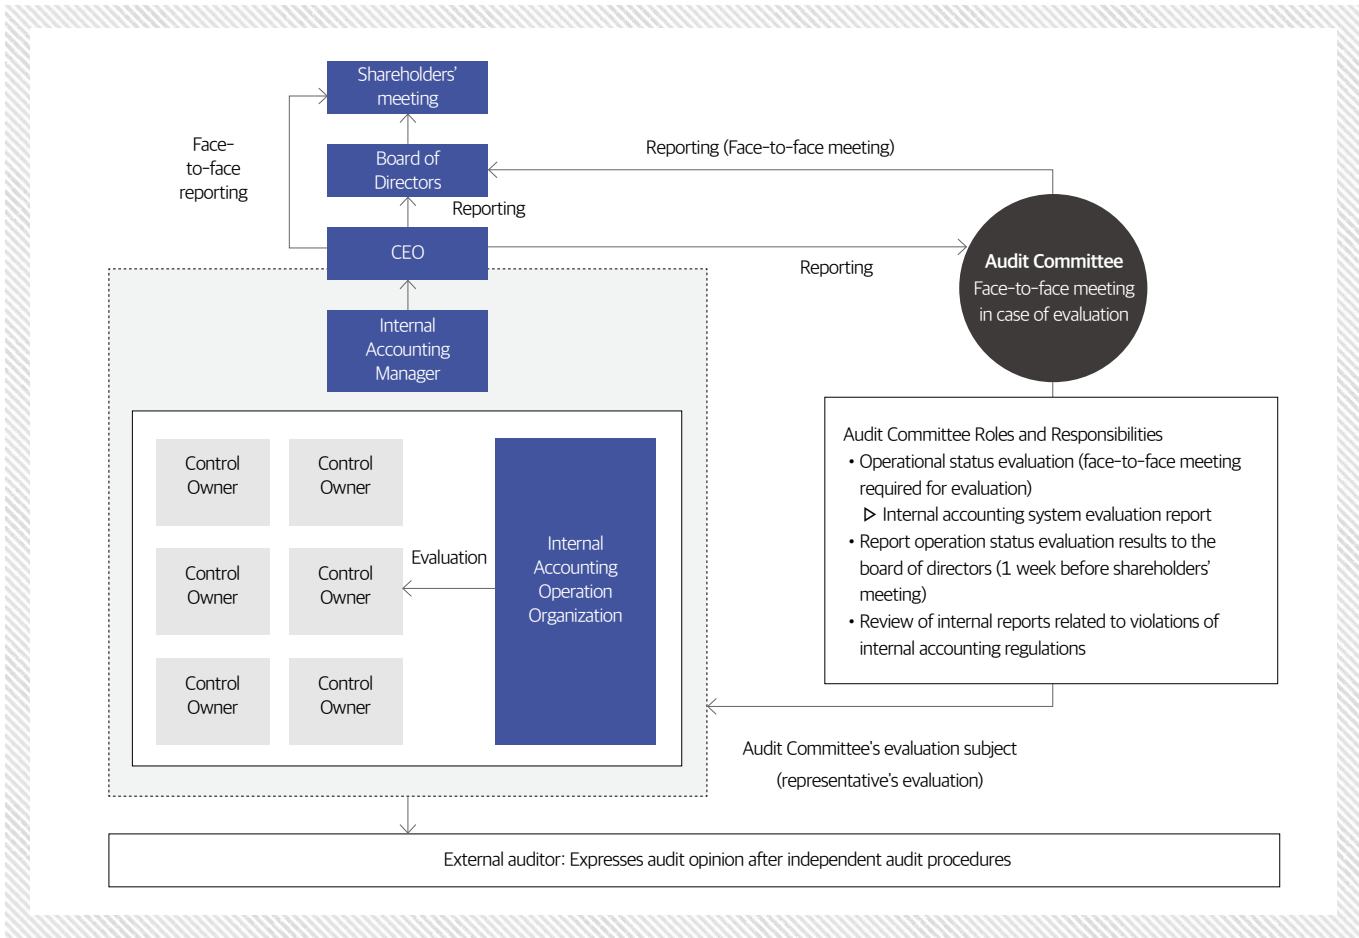 Shareholders'
meeting
Face-
to-face
reporting
Board of
Directors
Reporting (Face-to-face meeting)
Reporting
CEO
Reporting
Audit Committee
Face-to-face meeting
in case of evaluation
Internal
Accounting
Manager
Control
Owner
Control
Owner
Control
Owner
Control
Owner
Control
Owner
Control
Owner
Evaluation
Internal
Accounting
Operation
Organization
Audit Committee Roles and Responsibilities
• Operational status evaluation (face-to-face meeting
required for evaluation)
▷ Internal accounting system evaluation report
• Report operation status evaluation results to the
board of directors (1 week before shareholders'
meeting)
• Review of internal reports related to violations of
internal accounting regulations
Audit Committee's evaluation subject
(representative's evaluation)
External auditor: Expresses audit opinion after independent audit procedures